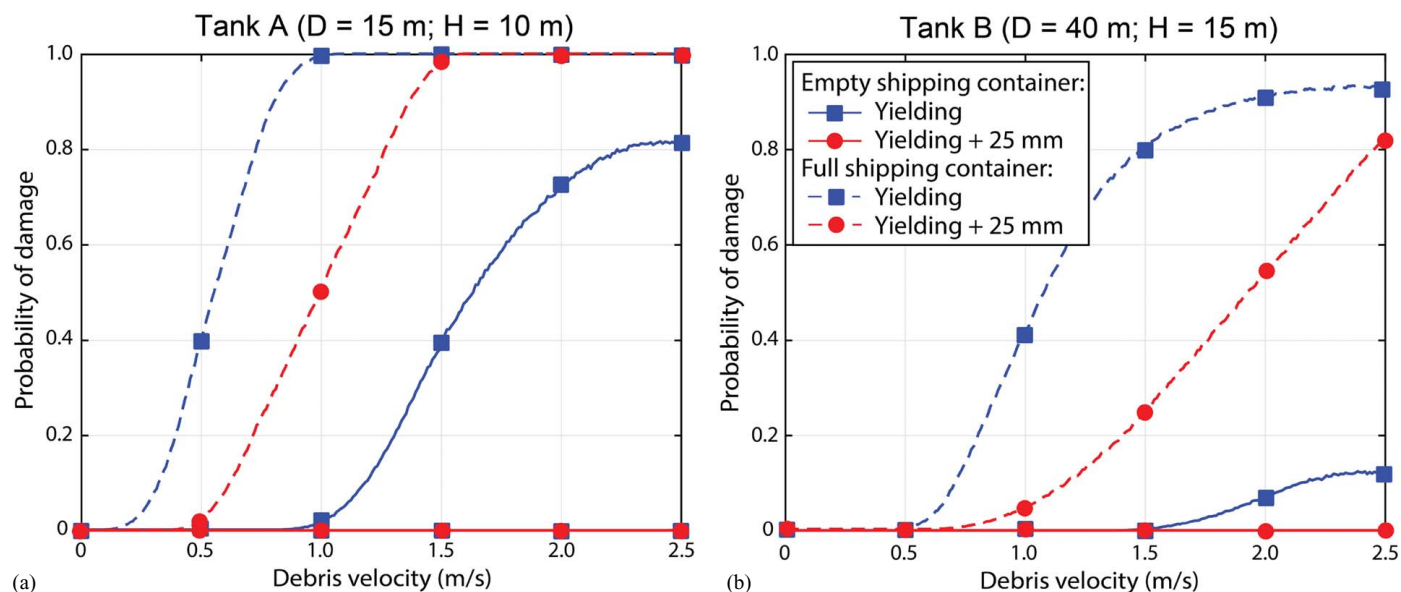 Tank A (D = 15 m; H = 10 m)
1.0
0.8
0.6
0.4
0.2
0
Probability of damage
0 0.5 1.0 1.5 2.0 2.5
Debris velocity (m/s)
(a)
Tank B (D = 40 m; H = 15 m)
Empty shipping container:
Yielding
Yielding + 25 mm
Full shipping container:
Yielding
Yielding + 25 mm
1.0
0.8
0.6
0.4
0.2
0
Probability of damage
0 0.5 1.0 1.5 2.0 2.5
Debris velocity (m/s)
(b)